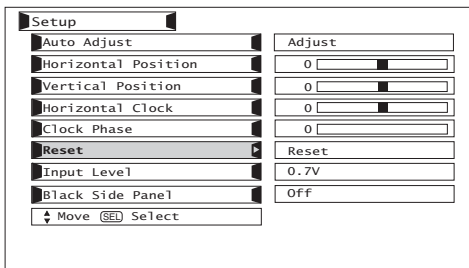 Setup
Auto Adjust Adjust
Horizontal Position 0
Vertical Position 0
Horizontal Clock 0
Clock Phase 0
Reset Reset
Input Level 0.7V
Black Side Panel Off
Move SEL Select